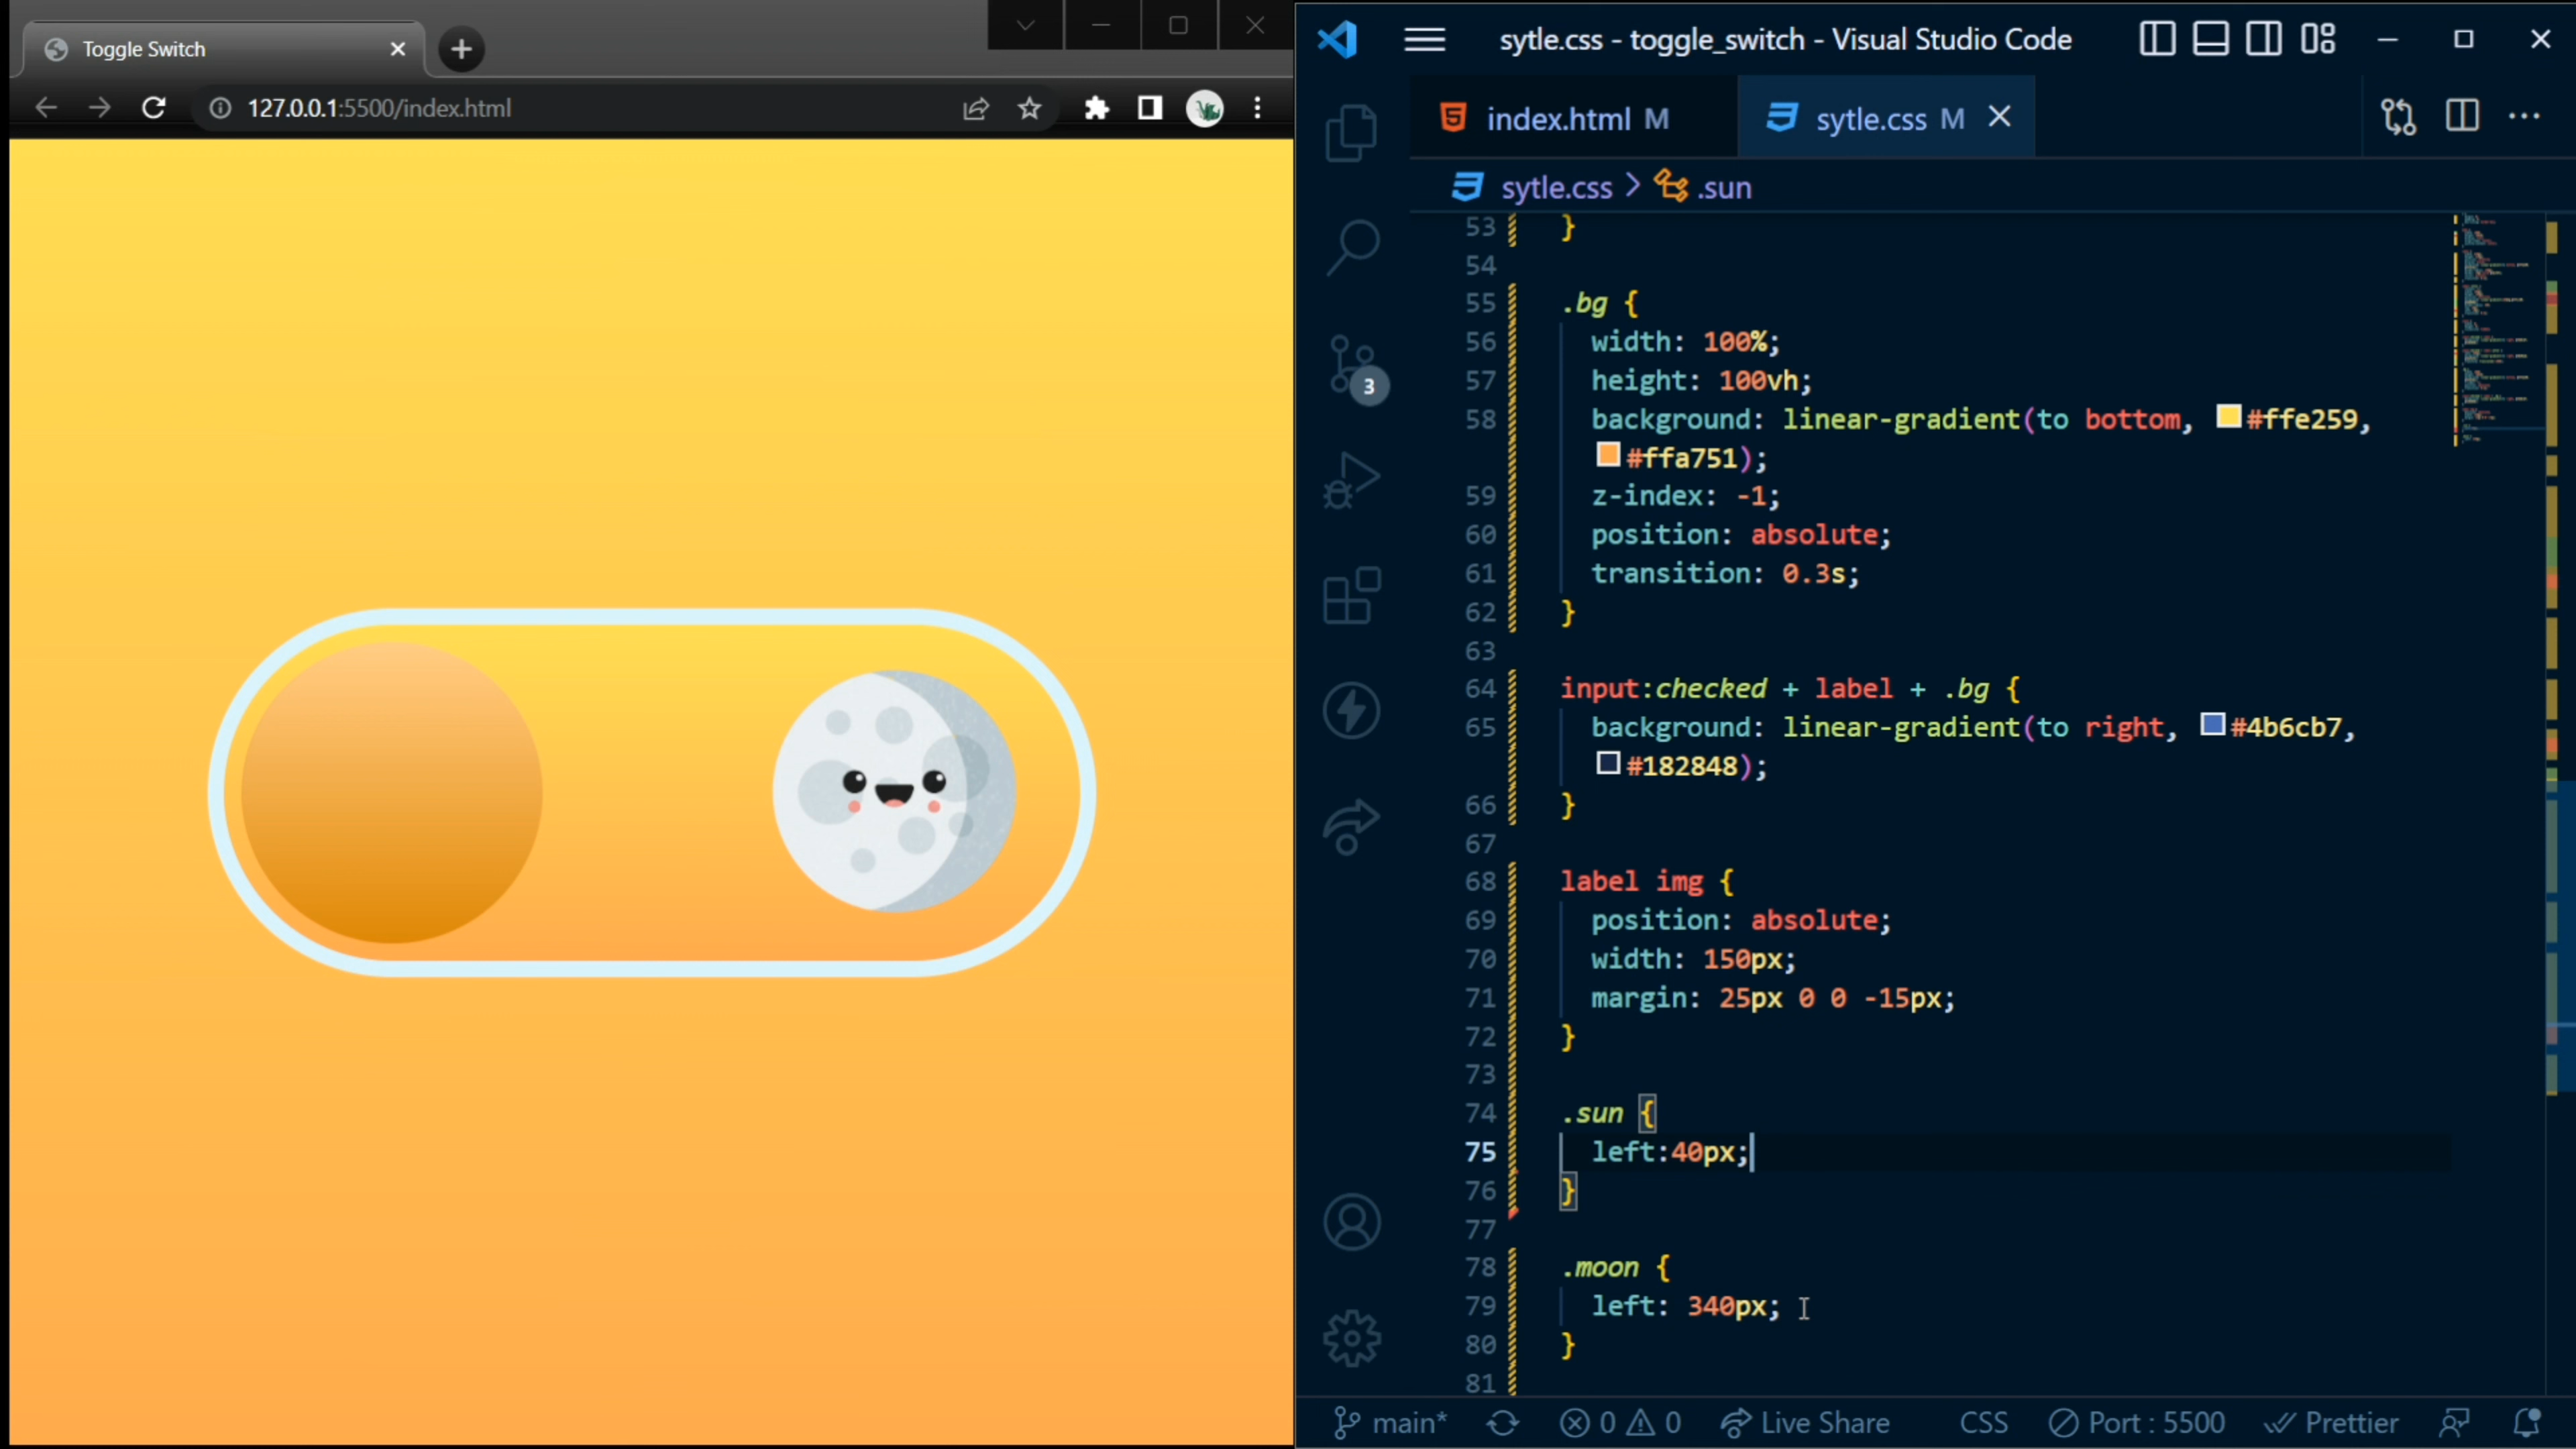 Toggle Switch
127.0.0.1:5500/index.html
sytle.css - toggle_switch - Visual Studio Code
index.html M
sytle.css M
sytle.css > .sun
3
53 }
54
55 .bg {
56 width: 100%;
57 height: 100vh;
58 background: linear-gradient(to bottom, #ffe259,
#ffa751);
59 z-index: -1;
60 position: absolute;
61 transition: 0.3s;
62 }
63
64 input:checked + label + .bg {
65 background: linear-gradient(to right, #4b6cb7,
#182848);
66 }
67
68 label img {
69 position: absolute;
70 width: 150px;
71 margin: 25px 0 0 -15px;
72 }
73
74 .sun {
75 left:40px;
76 }
77
78 .moon {
79 left: 340px;
80 }
81
main* 0 0 Live Share CSS Port : 5500 Prettier